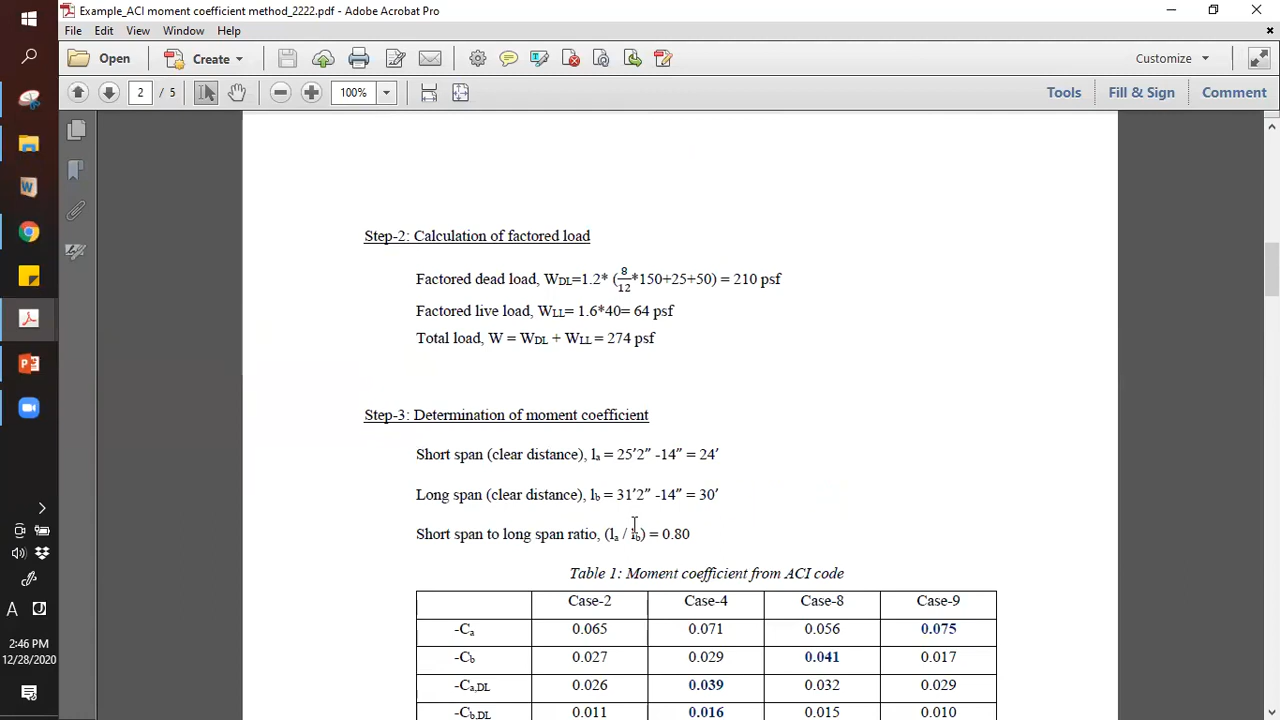 Example_ACI moment coefficient method_2222.pdf - Adobe Acrobat Pro
File Edit View Window Help
Open Create Customize
2 / 5 100% Tools Fill & Sign Comment
Step-2: Calculation of factored load
Factored dead load, WDL=1.2* (8/12*150+25+50) = 210 psf
Factored live load, WLL= 1.6*40= 64 psf
Total load, W = WDL + WLL = 274 psf
Step-3: Determination of moment coefficient
Short span (clear distance), la = 25′2″ -14″ = 24′
Long span (clear distance), lb = 31′2″ -14″ = 30′
Short span to long span ratio, (la / lb) = 0.80
Table 1: Moment coefficient from ACI code
Case-2 Case-4 Case-8 Case-9
-Ca 0.065 0.071 0.056 0.075
-Cb 0.027 0.029 0.041 0.017
-Ca,DL 0.026 0.039 0.032 0.029
-Cb,DL 0.011 0.016 0.015 0.010
A
2:46 PM
12/28/2020